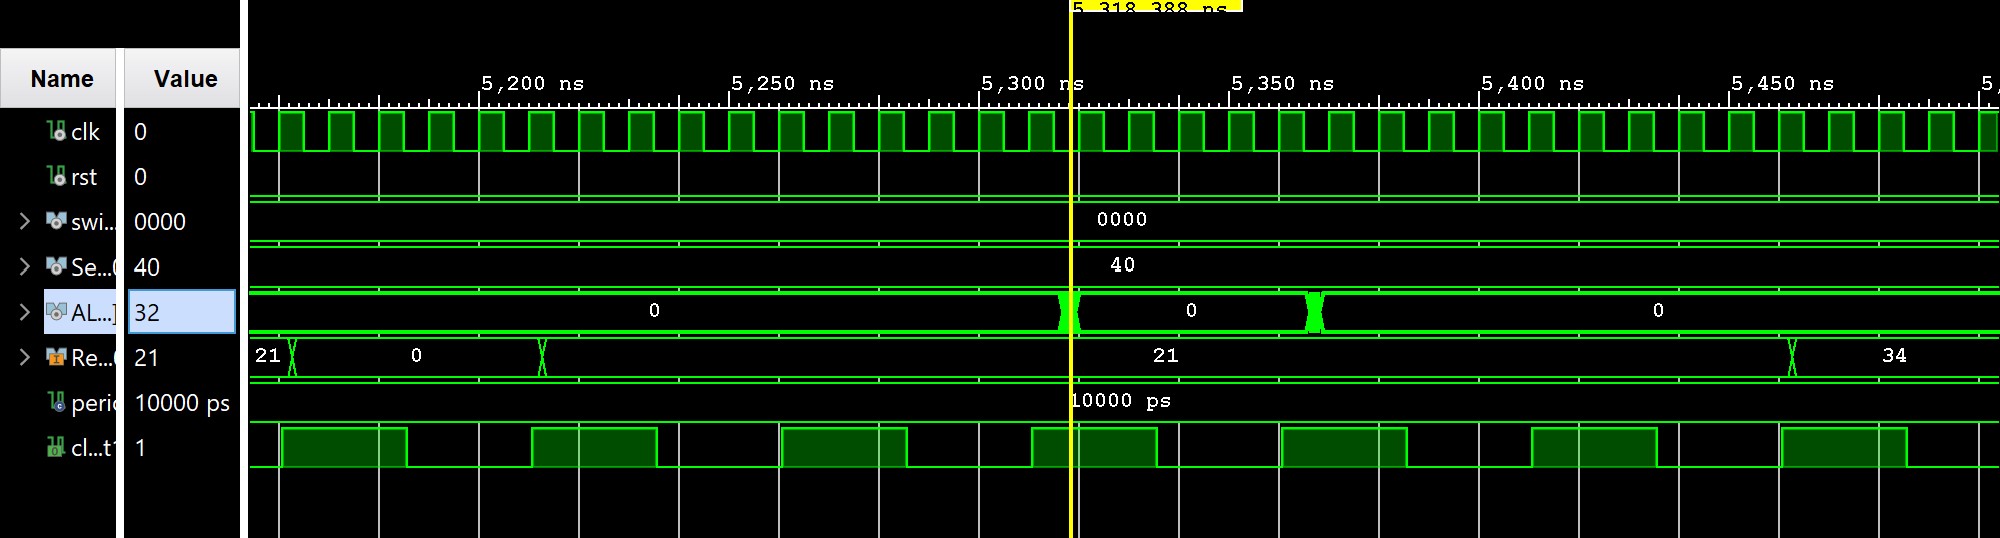 5,318.388 ns
Name Value
5,200 ns 5,250 ns 5,300 ns 5,350 ns 5,400 ns 5,450 ns 5,
clk 0
rst 0
swi... 0000 0000
Se... 40 40
AL...] 32 0 0 0
Re... 21 21 0 21 34
peri 10000 ps 10000 ps
cl...t 1